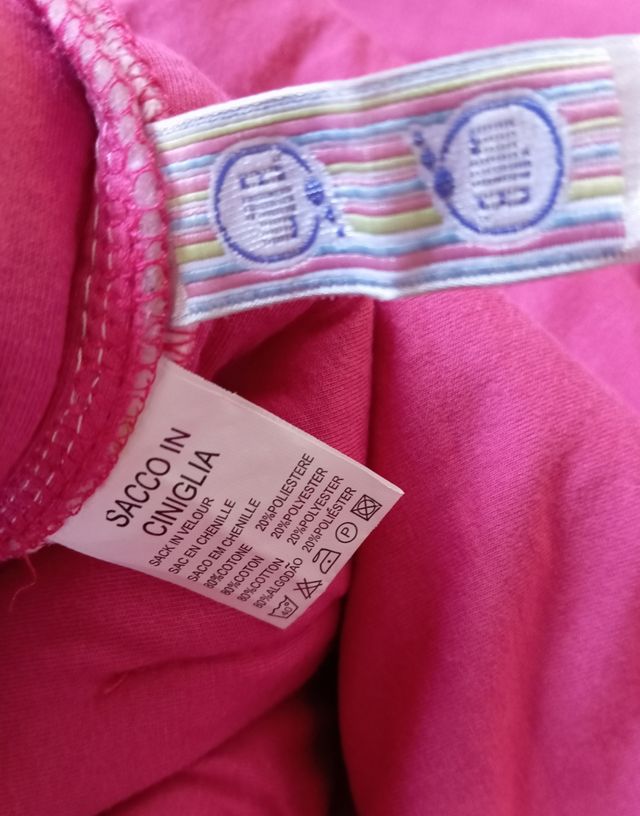 SACCO IN
CINIGLIA
SACK IN VELOUR
SAC EN CHENILLE
SACO EM CHENILLE
80%COTONE 20%POLIESTERE
80%COTON 20%POLYESTER
80%COTTON 20%POLYESTER
80%ALGODÃO 20%POLIÉSTER
40°
P